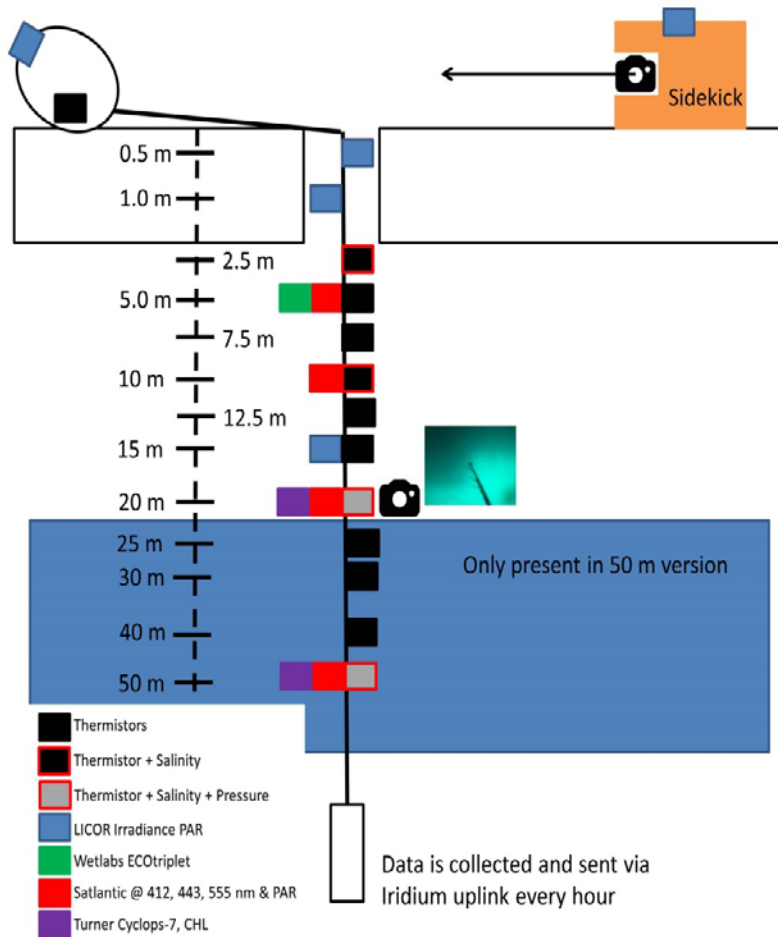 Sidekick
0.5 m
1.0 m
2.5 m
5.0 m
7.5 m
10 m
12.5 m
15 m
20 m
25 m
Only present in 50 m version
30 m
40 m
50 m
Thermistors
Thermistor + Salinity
Thermistor + Salinity + Pressure
LICOR Irradiance PAR
Wetlabs ECOtriplet
Satlantic @ 412, 443, 555 nm & PAR
Turner Cyclops-7, CHL
Data is collected and sent via
Iridium uplink every hour